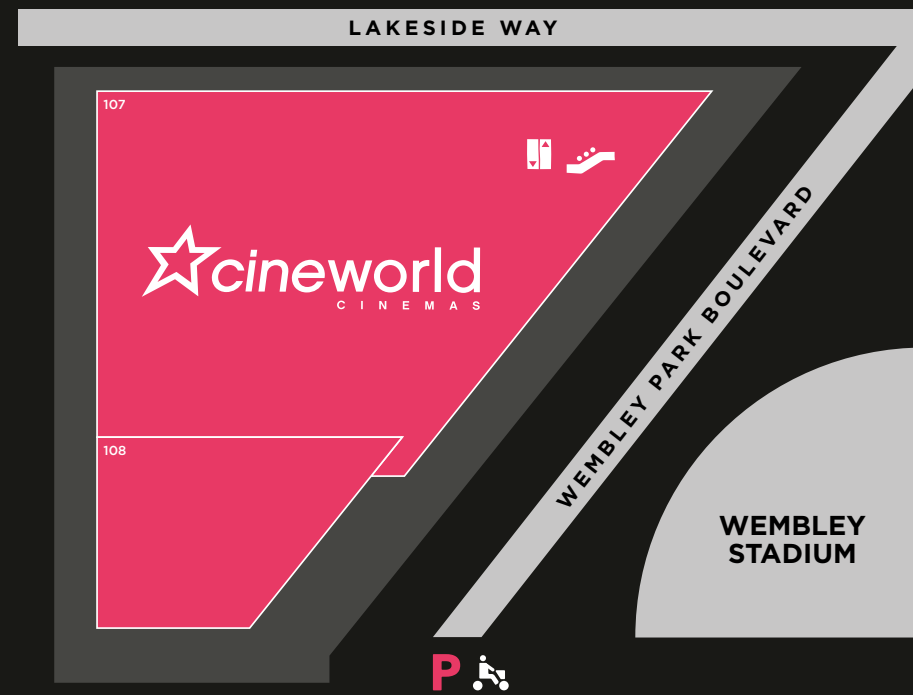 LAKESIDE WAY
107
cineworld
CINEMAS
WEMBLEY PARK BOULEVARD
108
WEMBLEY
STADIUM
P